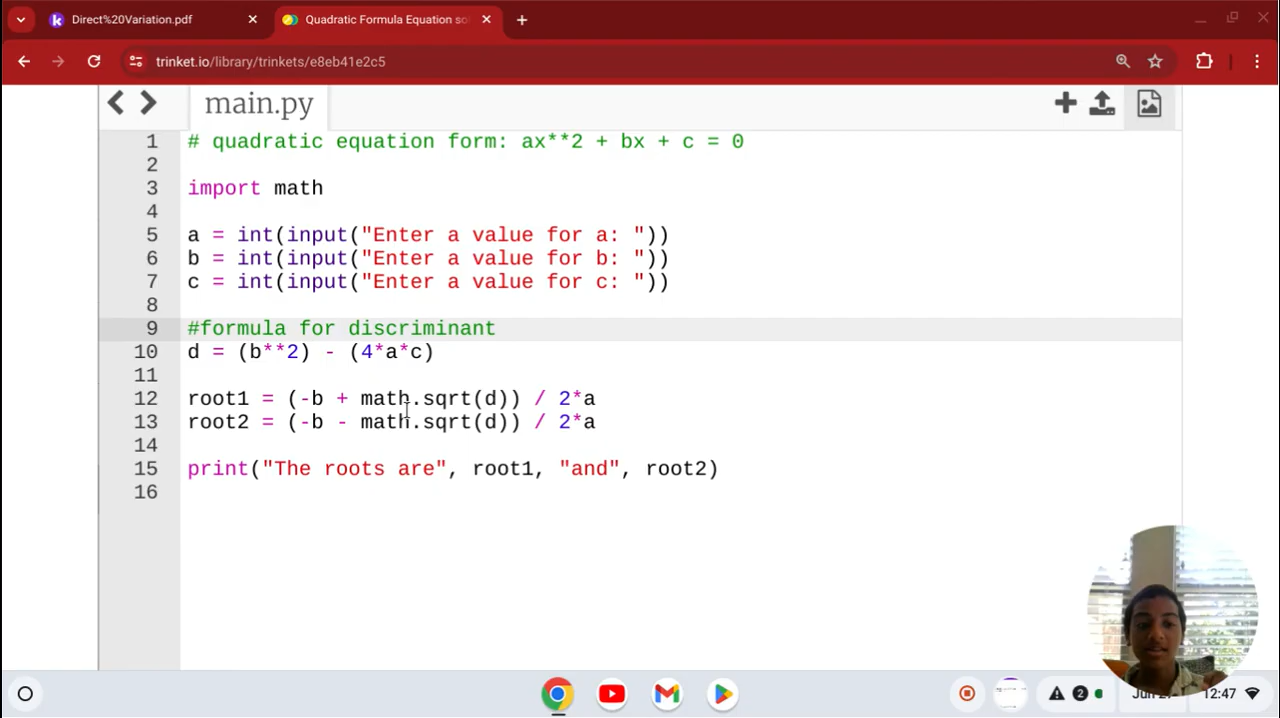 Direct%20Variation.pdf
Quadratic Formula Equation so
trinket.io/library/trinkets/e8eb41e2c5
main.py
1 # quadratic equation form: ax**2 + bx + c = 0
2
3 import math
4
5 a = int(input("Enter a value for a: "))
6 b = int(input("Enter a value for b: "))
7 c = int(input("Enter a value for c: "))
8
9 #formula for discriminant
10 d = (b**2) - (4*a*c)
11
12 root1 = (-b + math.sqrt(d)) / 2*a
13 root2 = (-b - math.sqrt(d)) / 2*a
14
15 print("The roots are", root1, "and", root2)
16
2
12:47